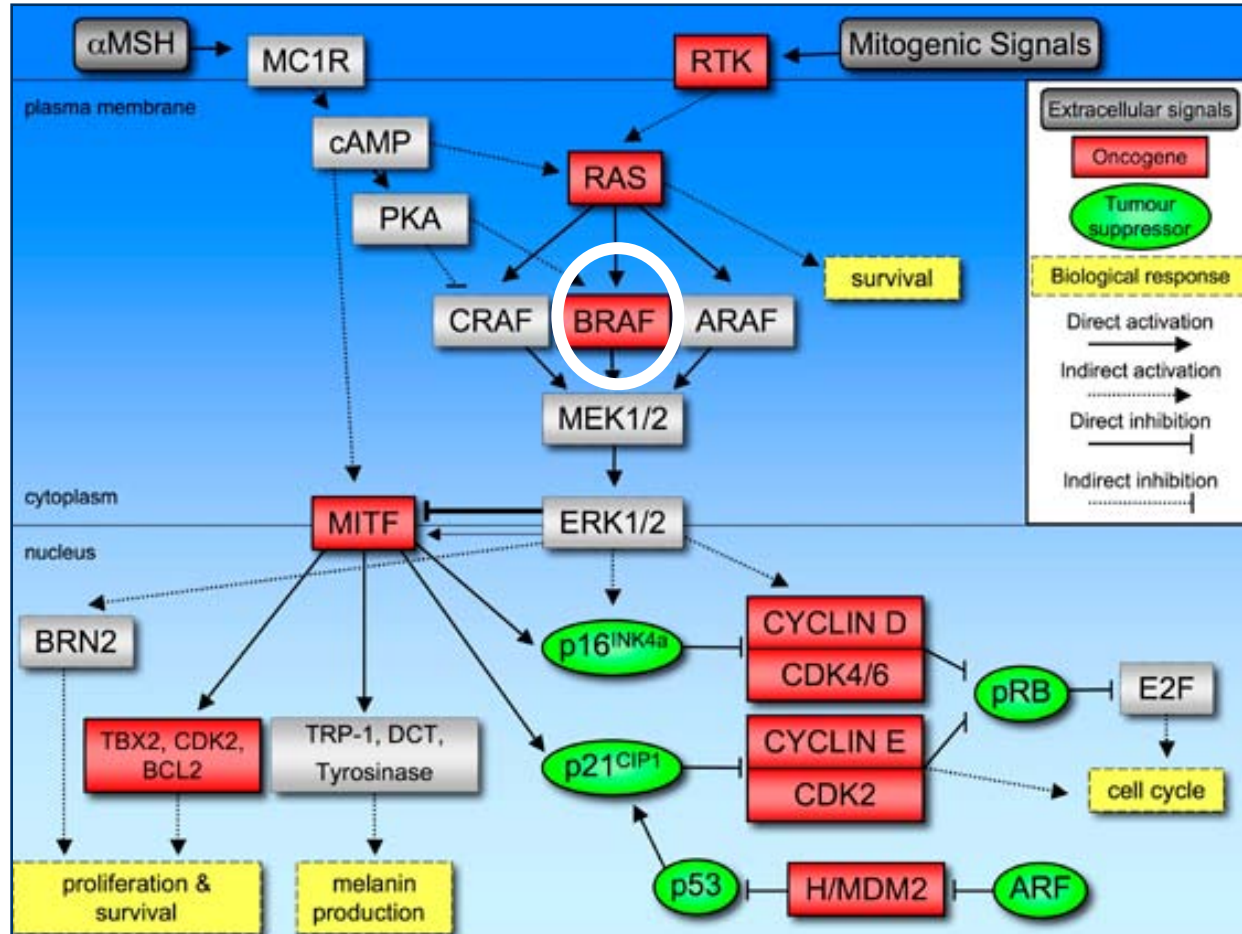 αMSH
MC1R
RTK
Mitogenic Signals
plasma membrane
Extracellular signals
Oncogene
Tumour
suppressor
Biological response
Direct activation
Indirect activation
Direct inhibition
Indirect inhibition
cAMP
RAS
PKA
survival
CRAF
BRAF
ARAF
MEK1/2
cytoplasm
MITF
ERK1/2
nucleus
BRN2
p16INK4a
CYCLIN D
CDK4/6
pRB
E2F
TBX2, CDK2,
BCL2
TRP-1, DCT,
Tyrosinase
p21CIP1
CYCLIN E
CDK2
cell cycle
proliferation &
survival
melanin
production
p53
H/MDM2
ARF